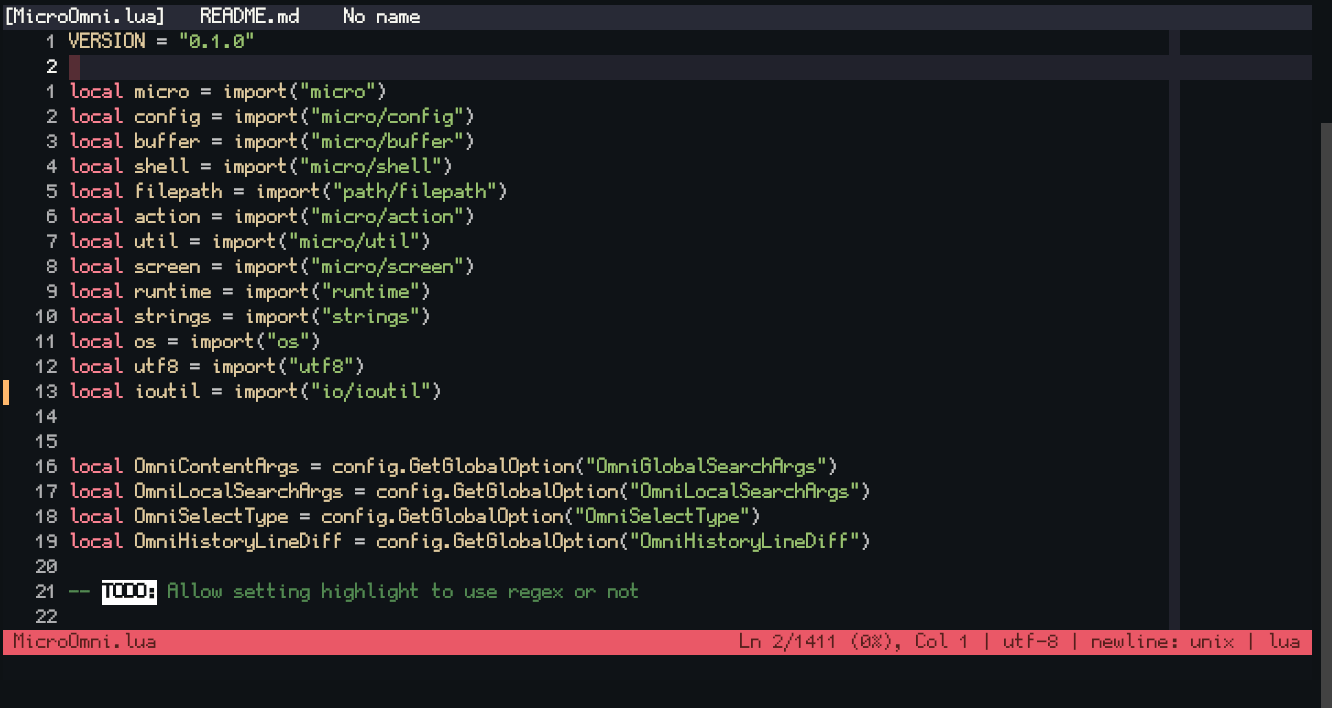 [MicroOmni.lua]   README.md    No name
1 VERSION = "0.1.0"
2
1 local micro = import("micro")
2 local config = import("micro/config")
3 local buffer = import("micro/buffer")
4 local shell = import("micro/shell")
5 local filepath = import("path/filepath")
6 local action = import("micro/action")
7 local util = import("micro/util")
8 local screen = import("micro/screen")
9 local runtime = import("runtime")
10 local strings = import("strings")
11 local os = import("os")
12 local utf8 = import("utf8")
13 local ioutil = import("io/ioutil")
14
15
16 local OmniContentArgs = config.GetGlobalOption("OmniGlobalSearchArgs")
17 local OmniLocalSearchArgs = config.GetGlobalOption("OmniLocalSearchArgs")
18 local OmniSelectType = config.GetGlobalOption("OmniSelectType")
19 local OmniHistoryLineDiff = config.GetGlobalOption("OmniHistoryLineDiff")
20
21 -- TODO: Allow setting highlight to use regex or not
22
MicroOmni.lua Ln 2/1411 (0%), Col 1 | utf-8 | newline: unix | lua